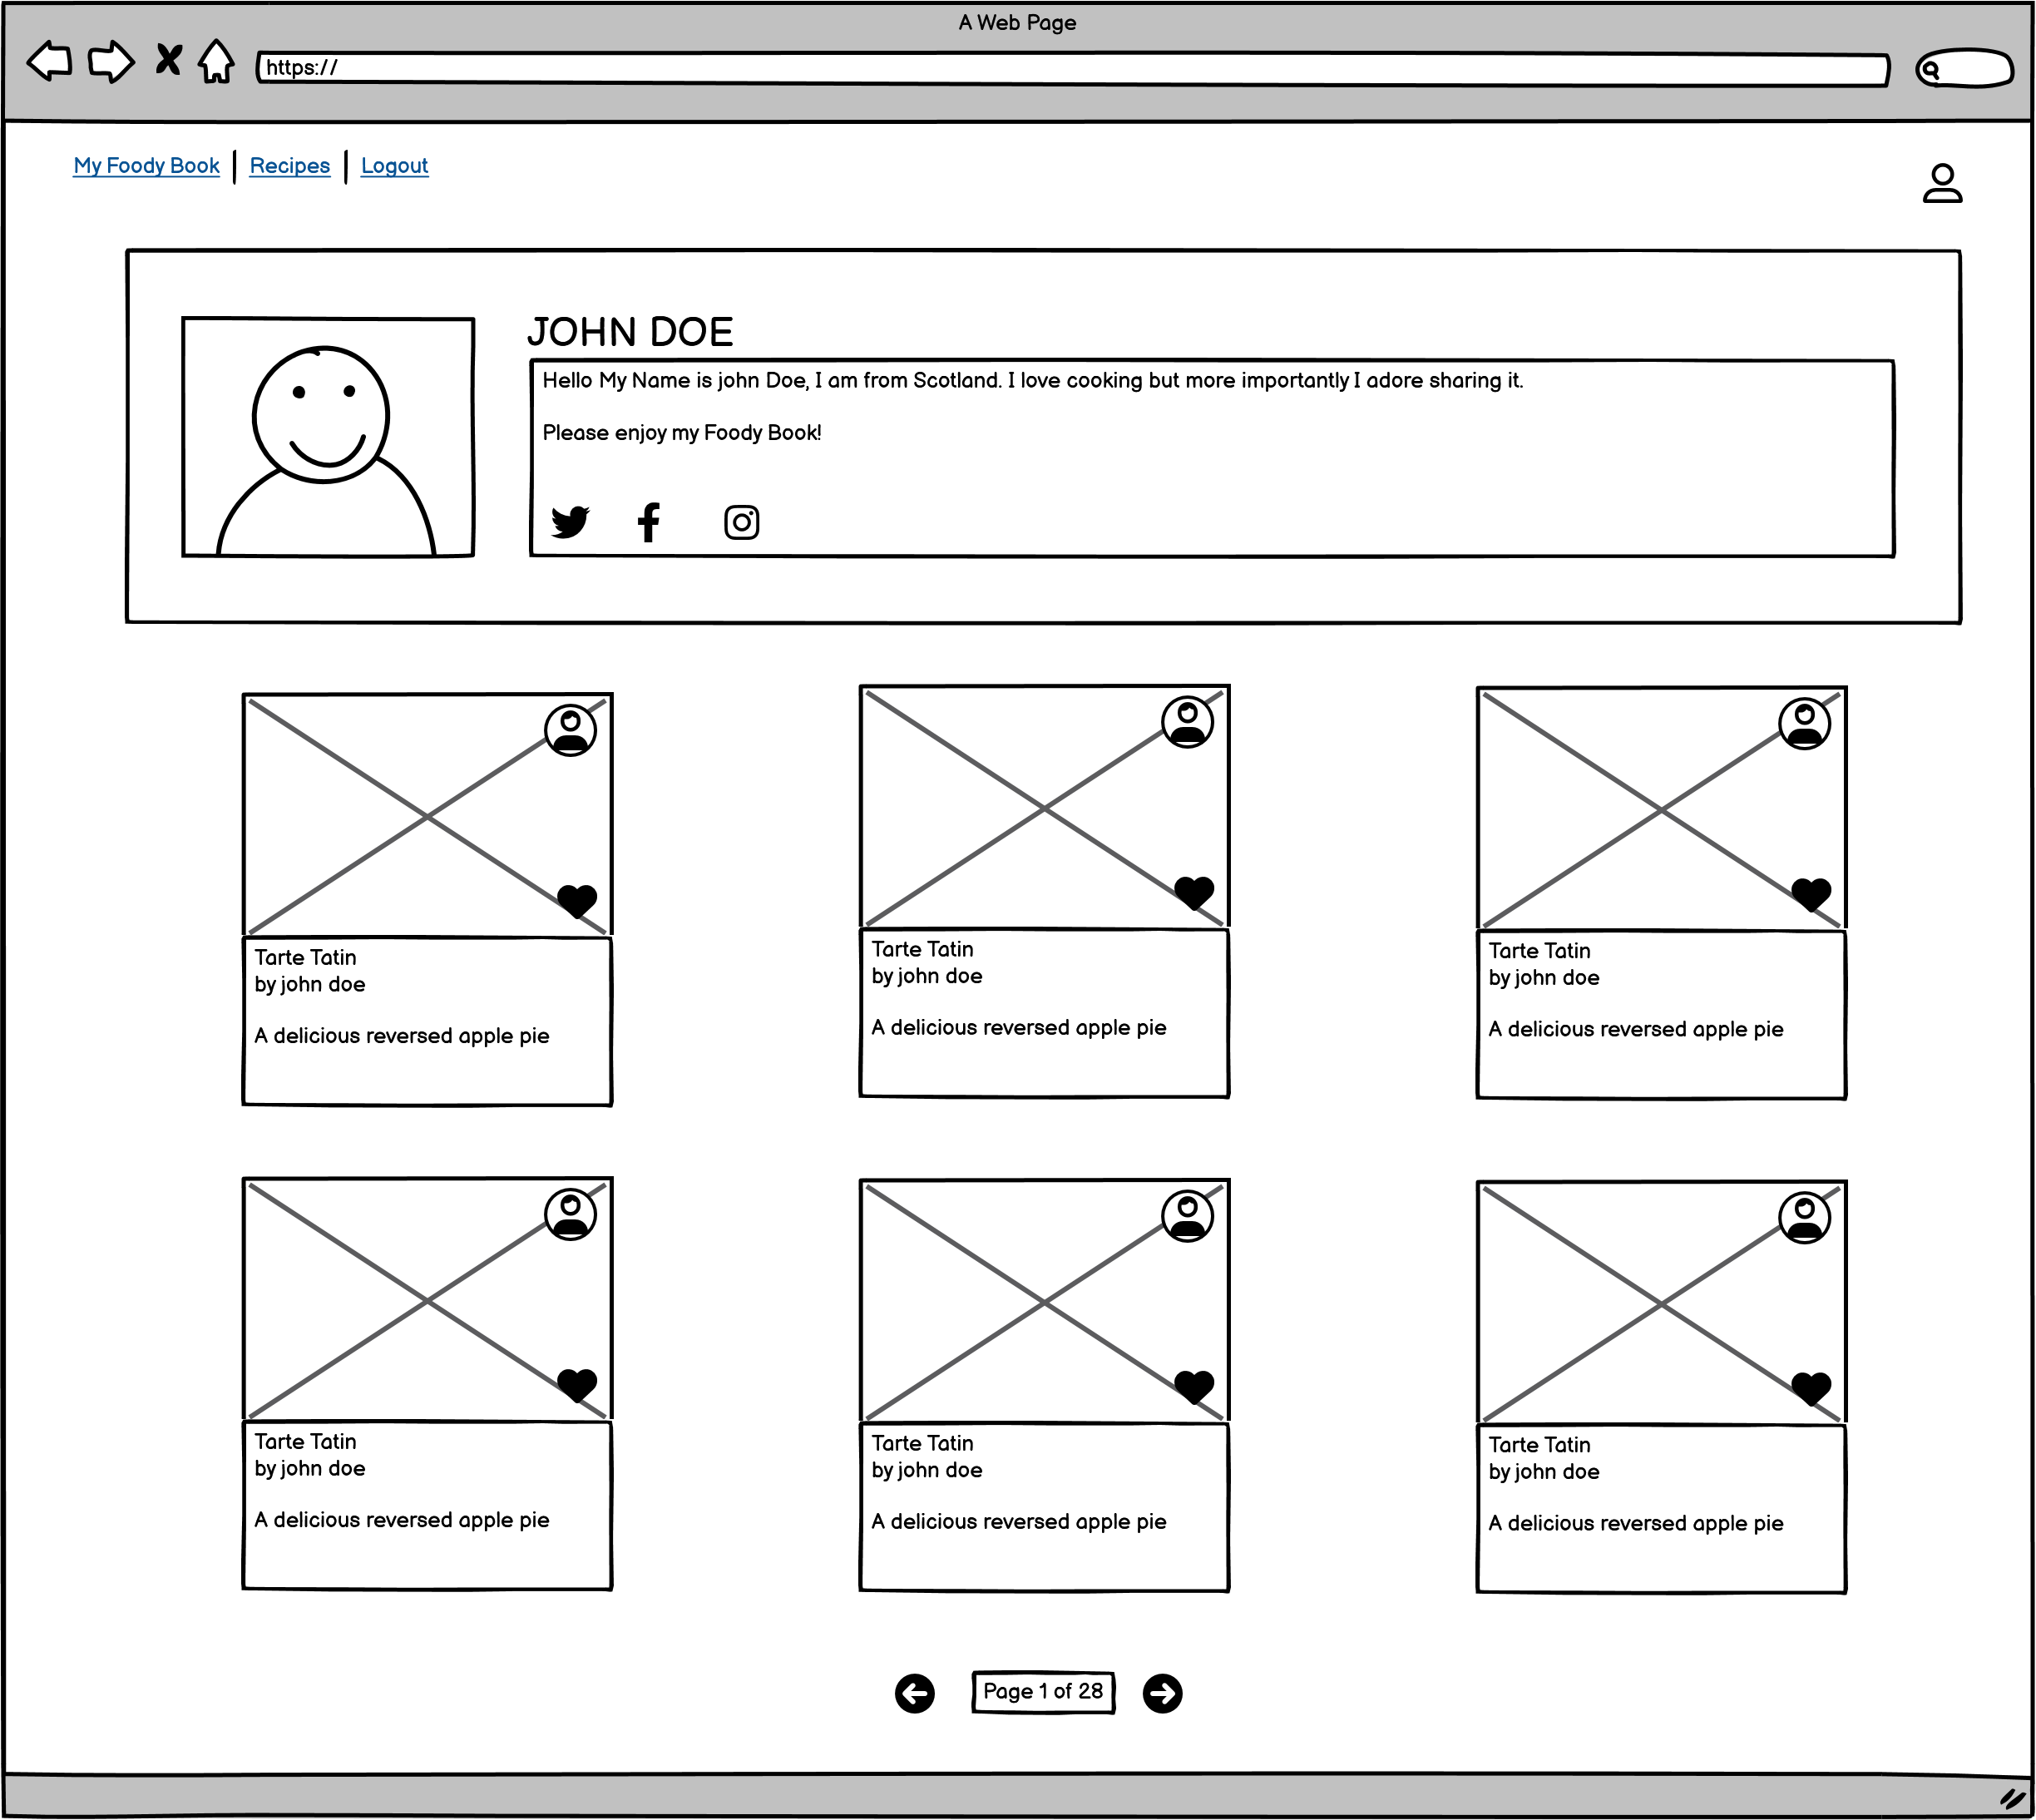 A Web Page
https://
My Foody Book Recipes Logout
JOHN DOE
Hello My Name is john Doe, I am from Scotland. I love cooking but more importantly I adore sharing it.
Please enjoy my Foody Book!
Tarte Tatin
by john doe
A delicious reversed apple pie
Tarte Tatin
by john doe
A delicious reversed apple pie
Tarte Tatin
by john doe
A delicious reversed apple pie
Tarte Tatin
by john doe
A delicious reversed apple pie
Tarte Tatin
by john doe
A delicious reversed apple pie
Tarte Tatin
by john doe
A delicious reversed apple pie
Page 1 of 28